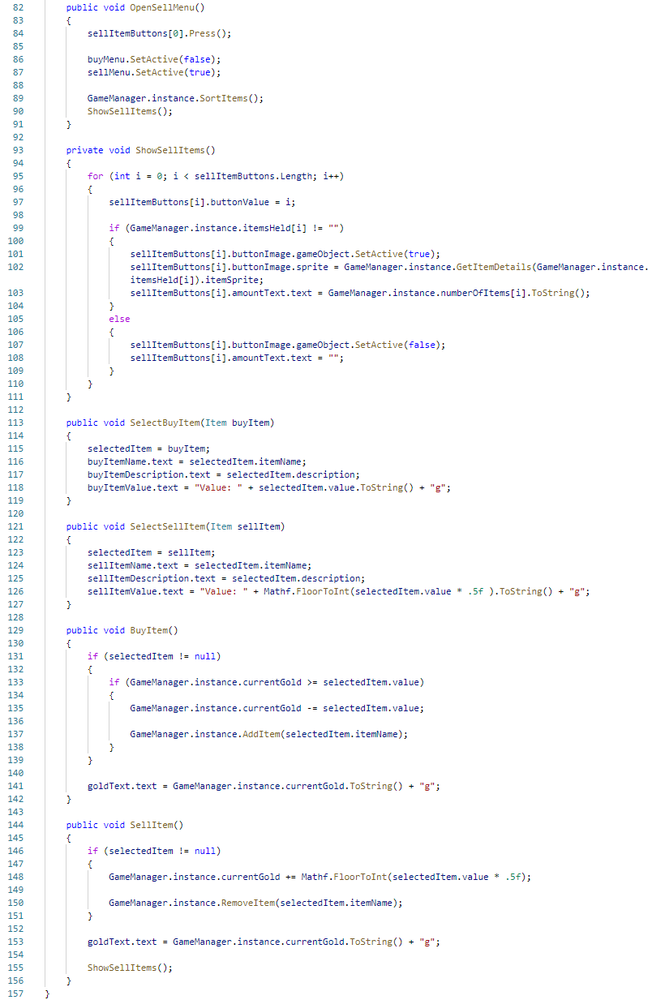 82 public void OpenSellMenu()
83 {
84 sellItemButtons[0].Press();
85
86 buyMenu.SetActive(false);
87 sellMenu.SetActive(true);
88
89 GameManager.instance.SortItems();
90 ShowSellItems();
91 }
92
93 private void ShowSellItems()
94 {
95 for (int i = 0; i < sellItemButtons.Length; i++)
96 {
97 sellItemButtons[i].buttonValue = i;
98
99 if (GameManager.instance.itemsHeld[i] != "")
100 {
101 sellItemButtons[i].buttonImage.gameObject.SetActive(true);
102 sellItemButtons[i].buttonImage.sprite = GameManager.instance.GetItemDetails(GameManager.instance.
itemsHeld[i]).itemSprite;
103 sellItemButtons[i].amountText.text = GameManager.instance.numberOfItems[i].ToString();
104 }
105 else
106 {
107 sellItemButtons[i].buttonImage.gameObject.SetActive(false);
108 sellItemButtons[i].amountText.text = "";
109 }
110 }
111 }
112
113 public void SelectBuyItem(Item buyItem)
114 {
115 selectedItem = buyItem;
116 buyItemName.text = selectedItem.itemName;
117 buyItemDescription.text = selectedItem.description;
118 buyItemValue.text = "Value: " + selectedItem.value.ToString() + "g";
119 }
120
121 public void SelectSellItem(Item sellItem)
122 {
123 selectedItem = sellItem;
124 sellItemName.text = selectedItem.itemName;
125 sellItemDescription.text = selectedItem.description;
126 sellItemValue.text = "Value: " + Mathf.FloorToInt(selectedItem.value * .5f ).ToString() + "g";
127 }
128
129 public void BuyItem()
130 {
131 if (selectedItem != null)
132 {
133 if (GameManager.instance.currentGold >= selectedItem.value)
134 {
135 GameManager.instance.currentGold -= selectedItem.value;
136
137 GameManager.instance.AddItem(selectedItem.itemName);
138 }
139 }
140
141 goldText.text = GameManager.instance.currentGold.ToString() + "g";
142 }
143
144 public void SellItem()
145 {
146 if (selectedItem != null)
147 {
148 GameManager.instance.currentGold += Mathf.FloorToInt(selectedItem.value * .5f);
149
150 GameManager.instance.RemoveItem(selectedItem.itemName);
151 }
152
153 goldText.text = GameManager.instance.currentGold.ToString() + "g";
154
155 ShowSellItems();
156 }
157 }